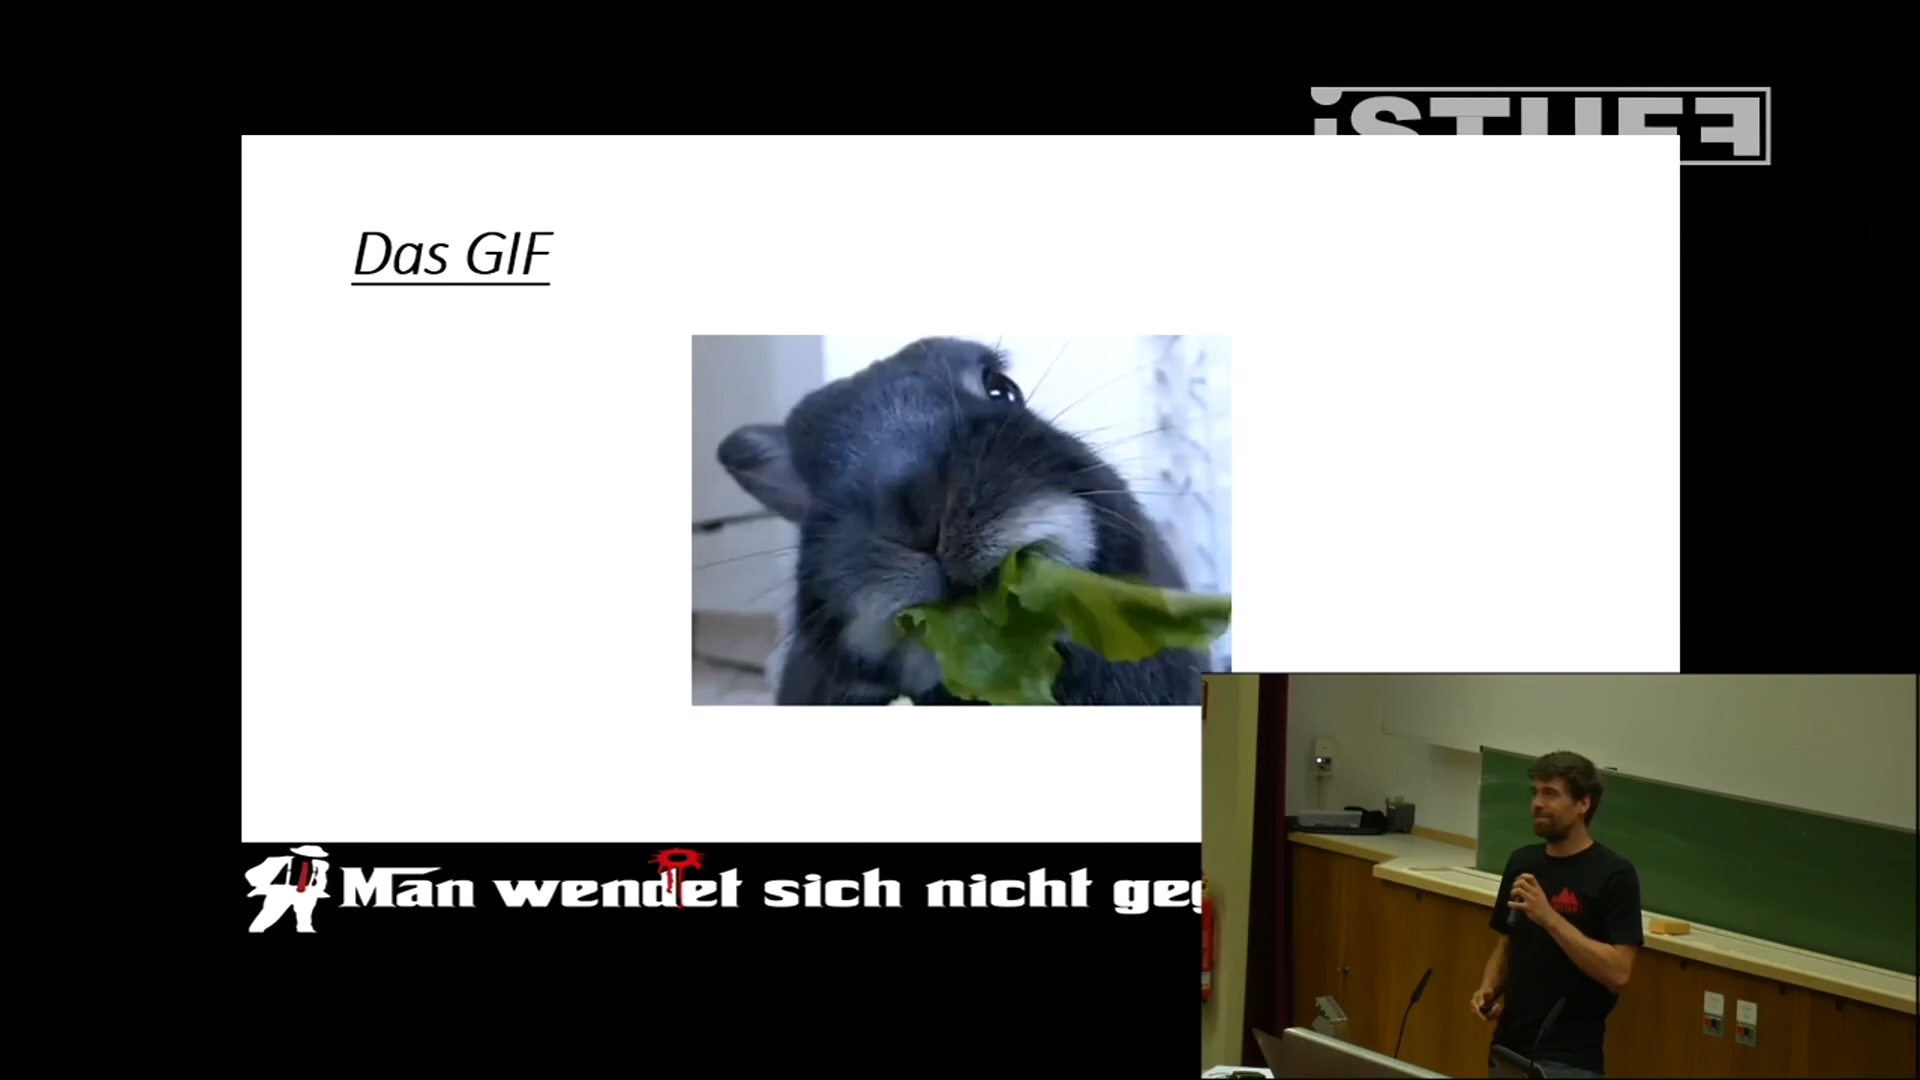 iSTUFF
Das GIF
Man wendet sich nicht geg